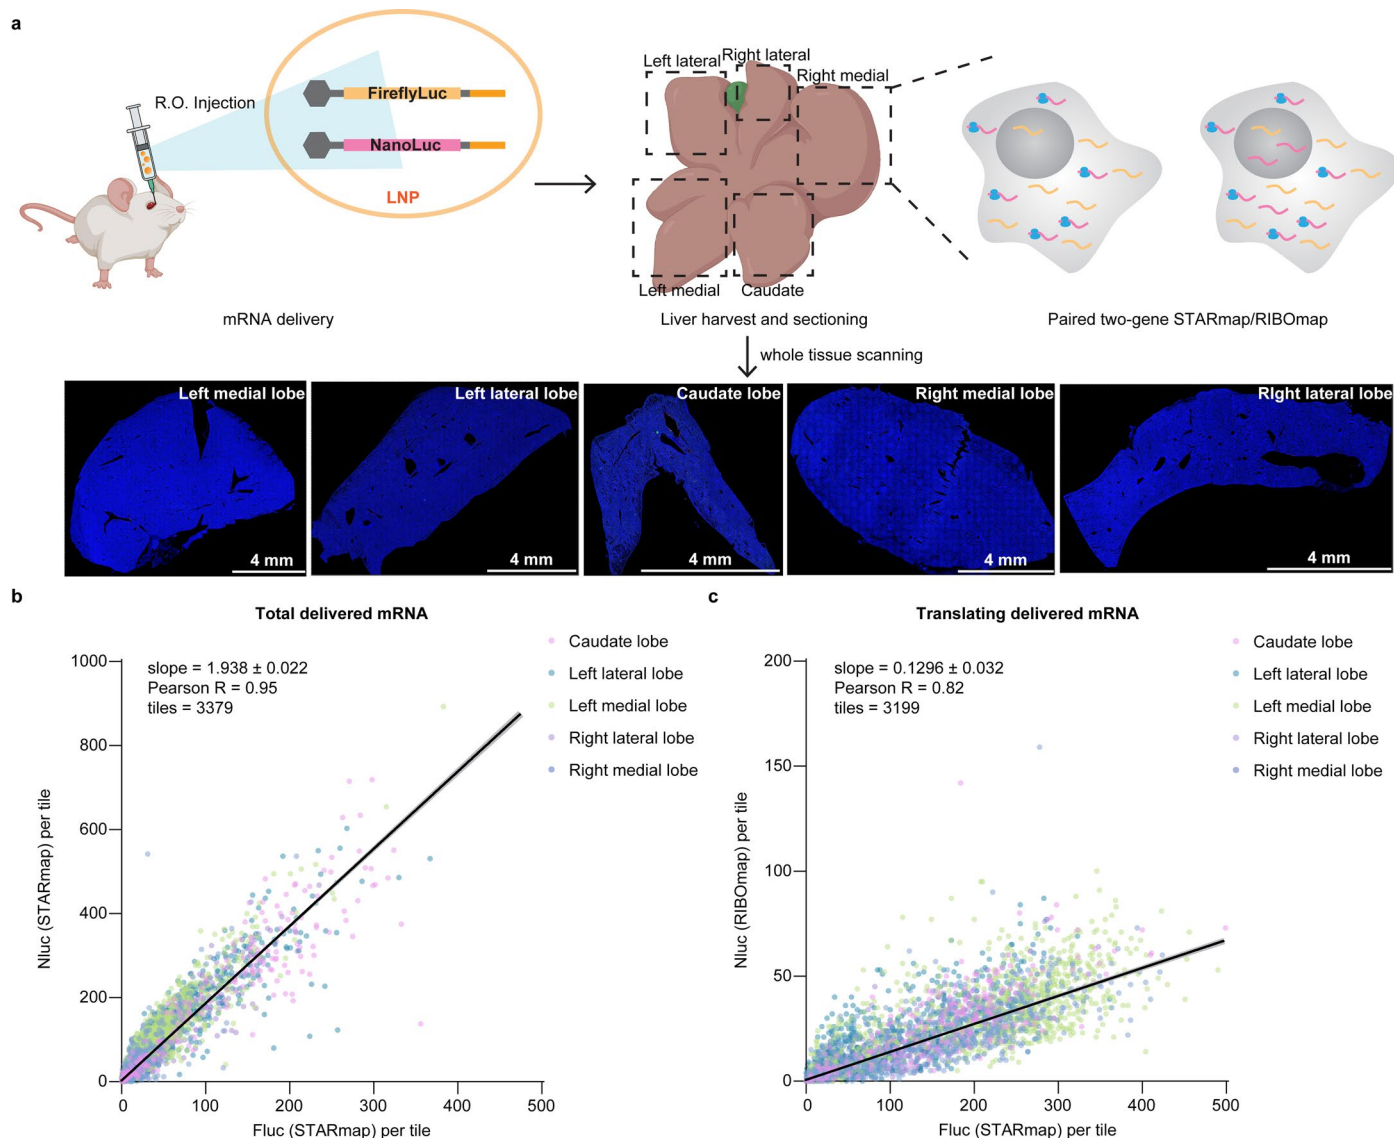 a
R.O. Injection
FireflyLuc
NanoLuc
LNP
mRNA delivery
Left lateral
Right lateral
Right medial
Left medial
Caudate
Liver harvest and sectioning
Paired two-gene STARmap/RIBOmap
whole tissue scanning
Left medial lobe
4 mm
Left lateral lobe
4 mm
Caudate lobe
4 mm
Right medial lobe
4 mm
RIght lateral lobe
4 mm
b
Total delivered mRNA
slope = 1.938 ± 0.022
Pearson R = 0.95
tiles = 3379
Caudate lobe
Left lateral lobe
Left medial lobe
Right lateral lobe
Right medial lobe
Nluc (STARmap) per tile
1000
800
600
400
200
0
0 100 200 300 400 500
Fluc (STARmap) per tile
c
Translating delivered mRNA
slope = 0.1296 ± 0.032
Pearson R = 0.82
tiles = 3199
Caudate lobe
Left lateral lobe
Left medial lobe
Right lateral lobe
Right medial lobe
Nluc (RIBOmap) per tile
200
150
100
50
0
0 100 200 300 400 500
Fluc (STARmap) per tile